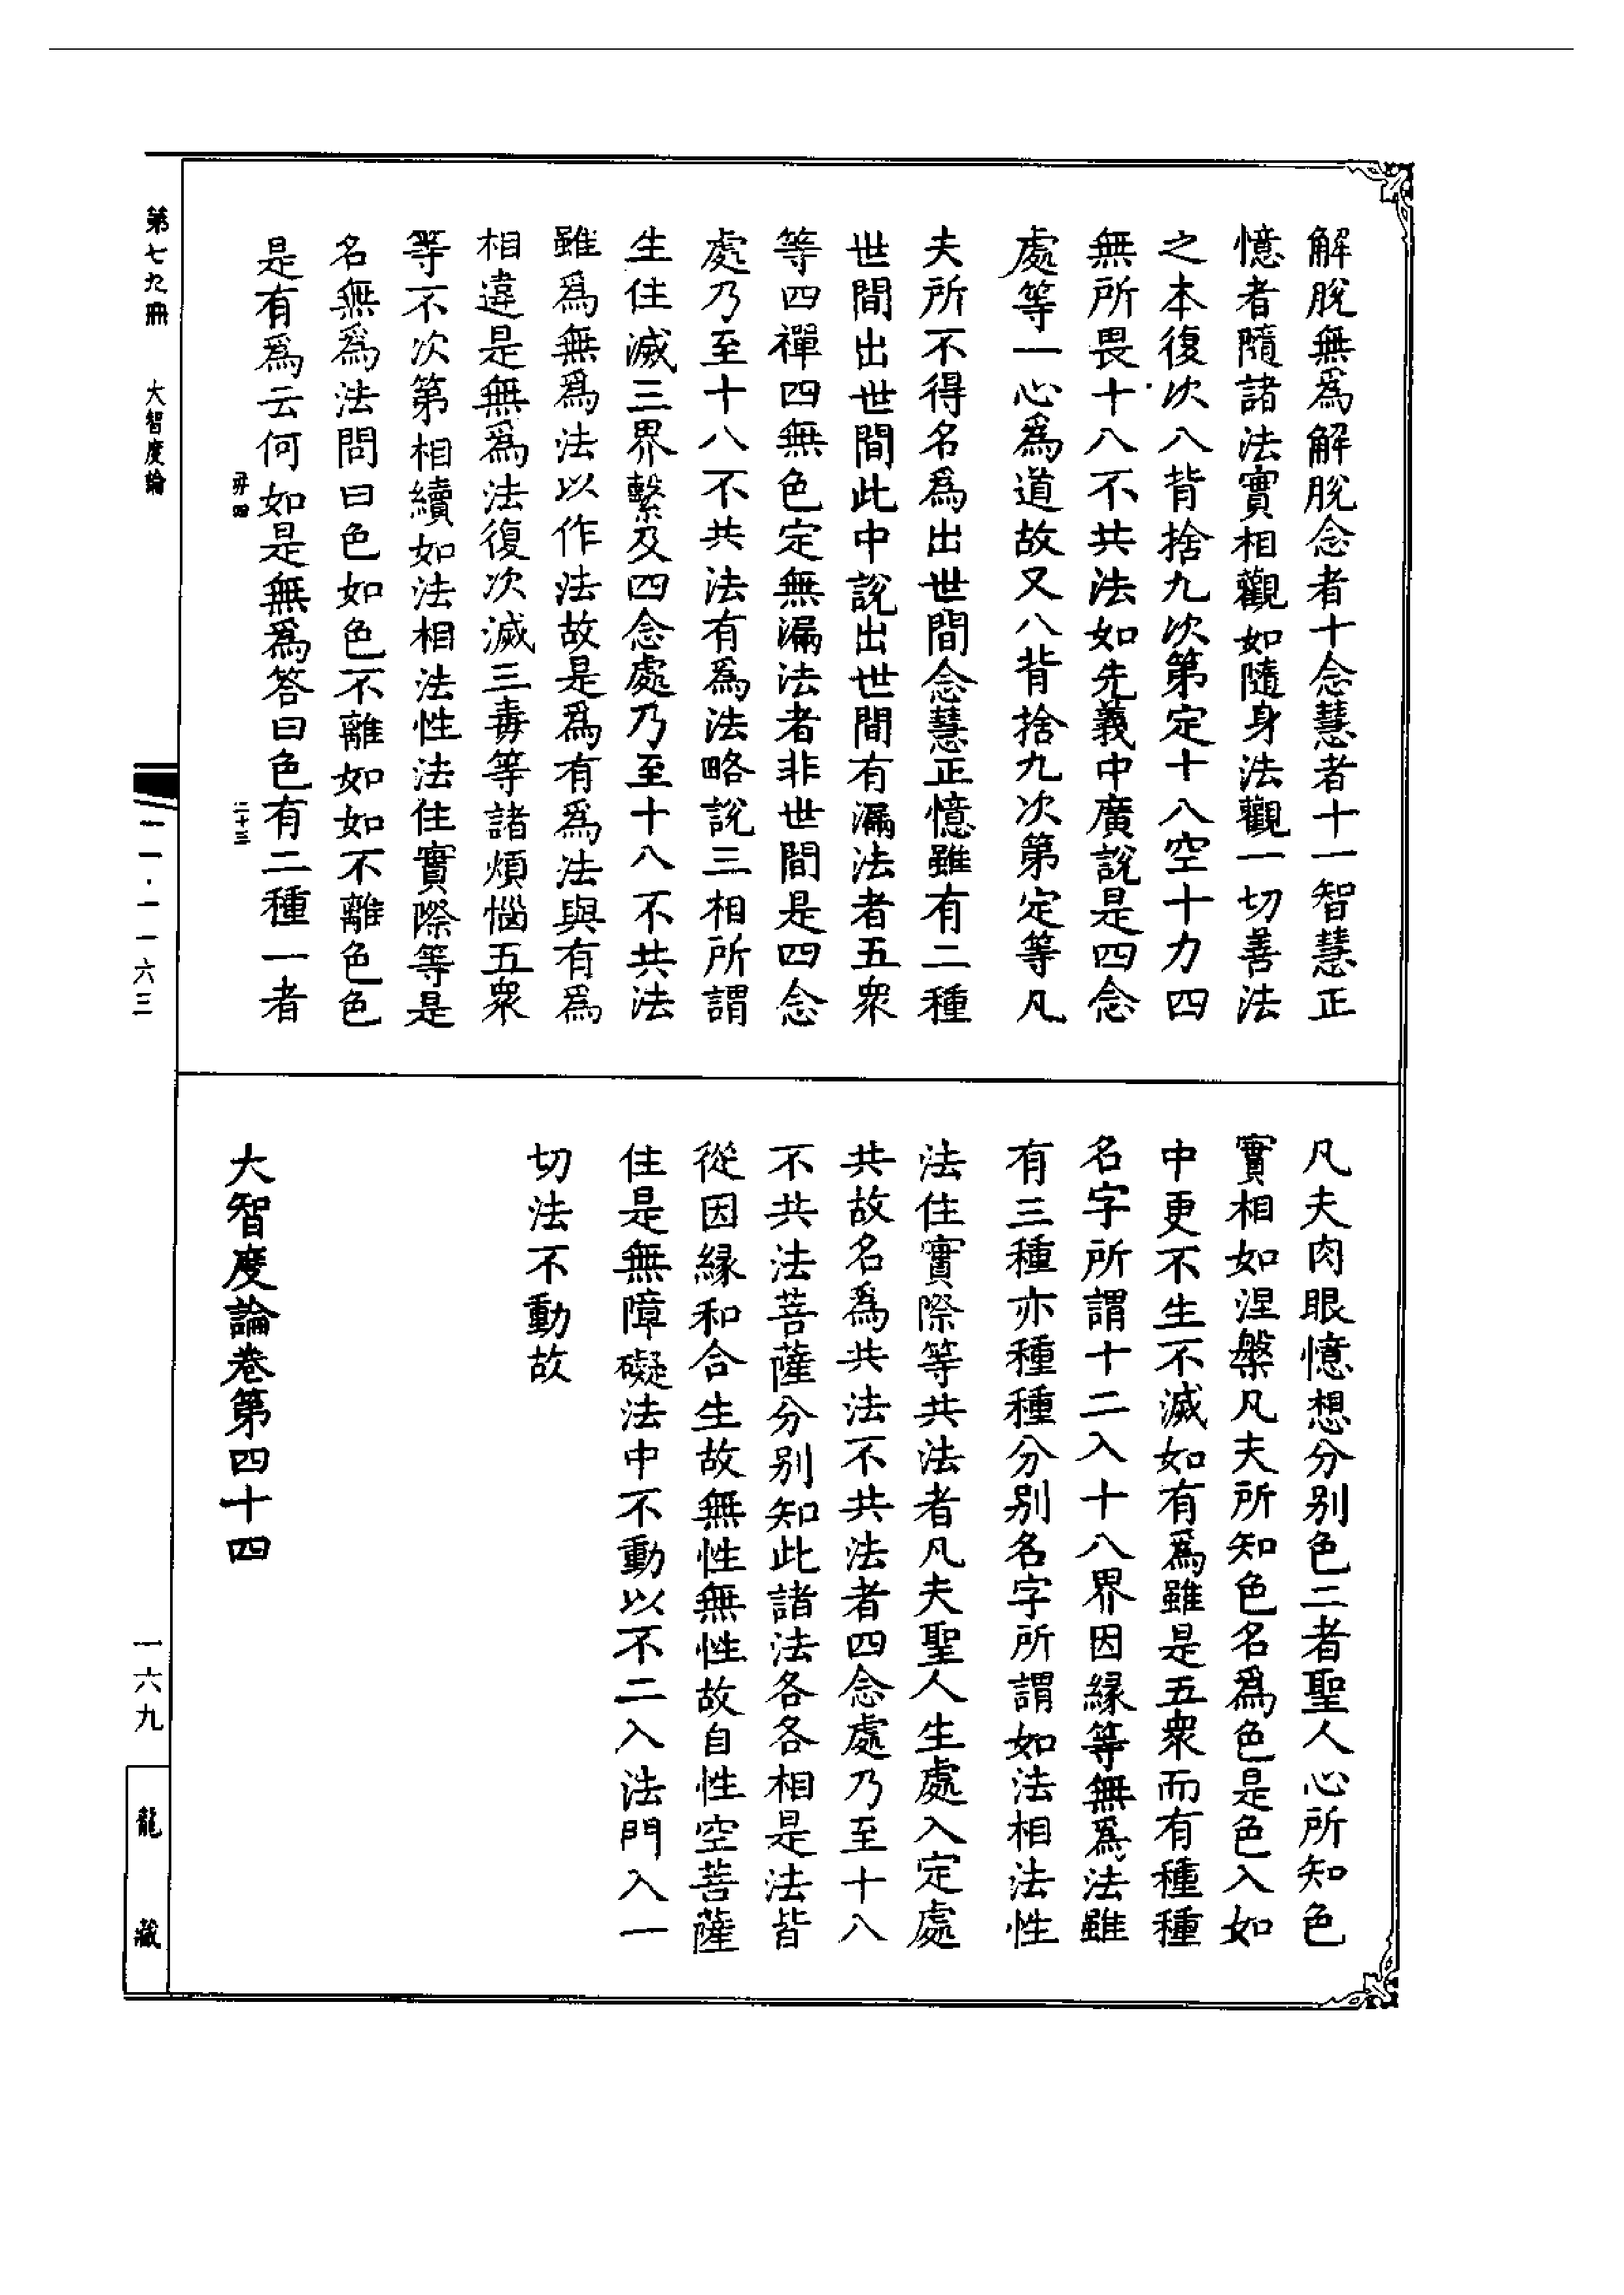 解脫無爲解脫念者十念慧者十一智慧正
憶者隨諸法實相觀如隨身法觀一切善法
之本復次八背捨九次第定十八空十力四
無所畏十八不共法如先義中廣說是四念
處等一心爲道故又八背捨九次第定等凡
夫所不得名爲出世間念慧正憶雖有二種
世間出世間此中說出世間有漏法者五衆
等四禪四無色定無漏法者非世間是四念
處乃至十八不共法有爲法略說三相所謂
生住滅三界繫及四念處乃至十八不共法
雖爲無爲法以作法故是爲有爲法與有爲
相違是無爲法復次滅三毒等諸煩惱五衆
等不次第相續如法相法性法住實際等是
名無爲法問曰色如色不離如如不離色色
是有爲云何如是無爲答曰色有二種一者
二十三
凡夫肉眼憶想分別色二者聖人心所知色
實相如涅槃凡夫所知色名爲色是色入如
中更不生不滅如有爲雖是五衆而有種種
名字所謂十二入十八界因緣等無爲法雖
有三種亦種種分別名字所謂如法相法性
法住實際等共法者凡夫聖人生處入定處
共故名爲共法不共法者四念處乃至十八
不共法菩薩分別知此諸法各各相是法皆
從因緣和合生故無性無性故自性空菩薩
住是無障礙法中不動以不二入法門入一
切法不動故
大智度論卷第四十四
第七九冊 大智度論
一一·一一六三
一六九
龍藏